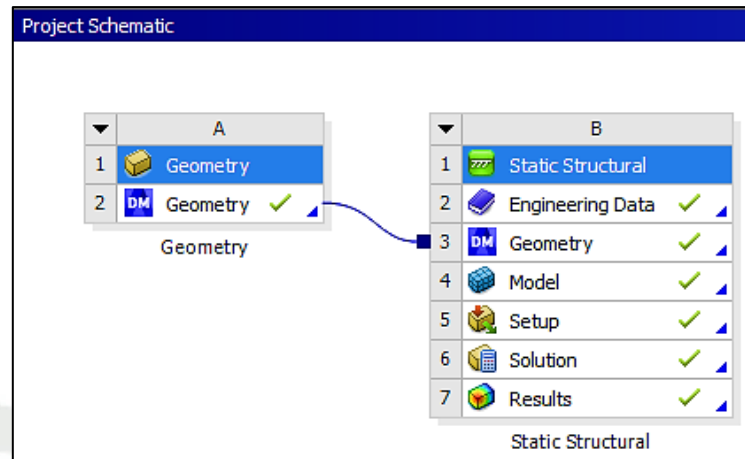 Project Schematic
A
1 Geometry
2 DM Geometry
Geometry
B
1 Static Structural
2 Engineering Data
3 DM Geometry
4 Model
5 Setup
6 Solution
7 Results
Static Structural